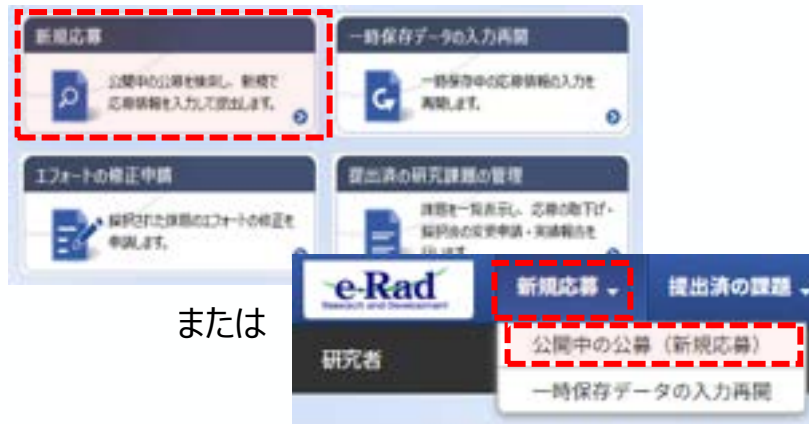 新規応募
公開中の公募を検索し、新規で
応募情報を入力して提出します。
一時保存データの入力再開
一時保存中の応募情報の入力を
再開します。
エフォートの修正申請
採択された課題のエフォートの修正を
申請します。
提出済の研究課題の管理
課題を一覧表示し、応募の取下げ・
採択後の変更申請・実績報告を
行います
または
e-Rad
Research and Development
新規応募
提出済の課題
研究者
公開中の公募（新規応募）
一時保存データの入力再開